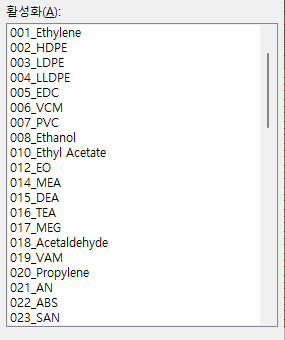 활성화(A):
001_Ethylene
002_HDPE
003_LDPE
004_LLDPE
005_EDC
006_VCM
007_PVC
008_Ethanol
010_Ethyl Acetate
012_EO
014_MEA
015_DEA
016_TEA
017_MEG
018_Acetaldehyde
019_VAM
020_Propylene
021_AN
022_ABS
023_SAN